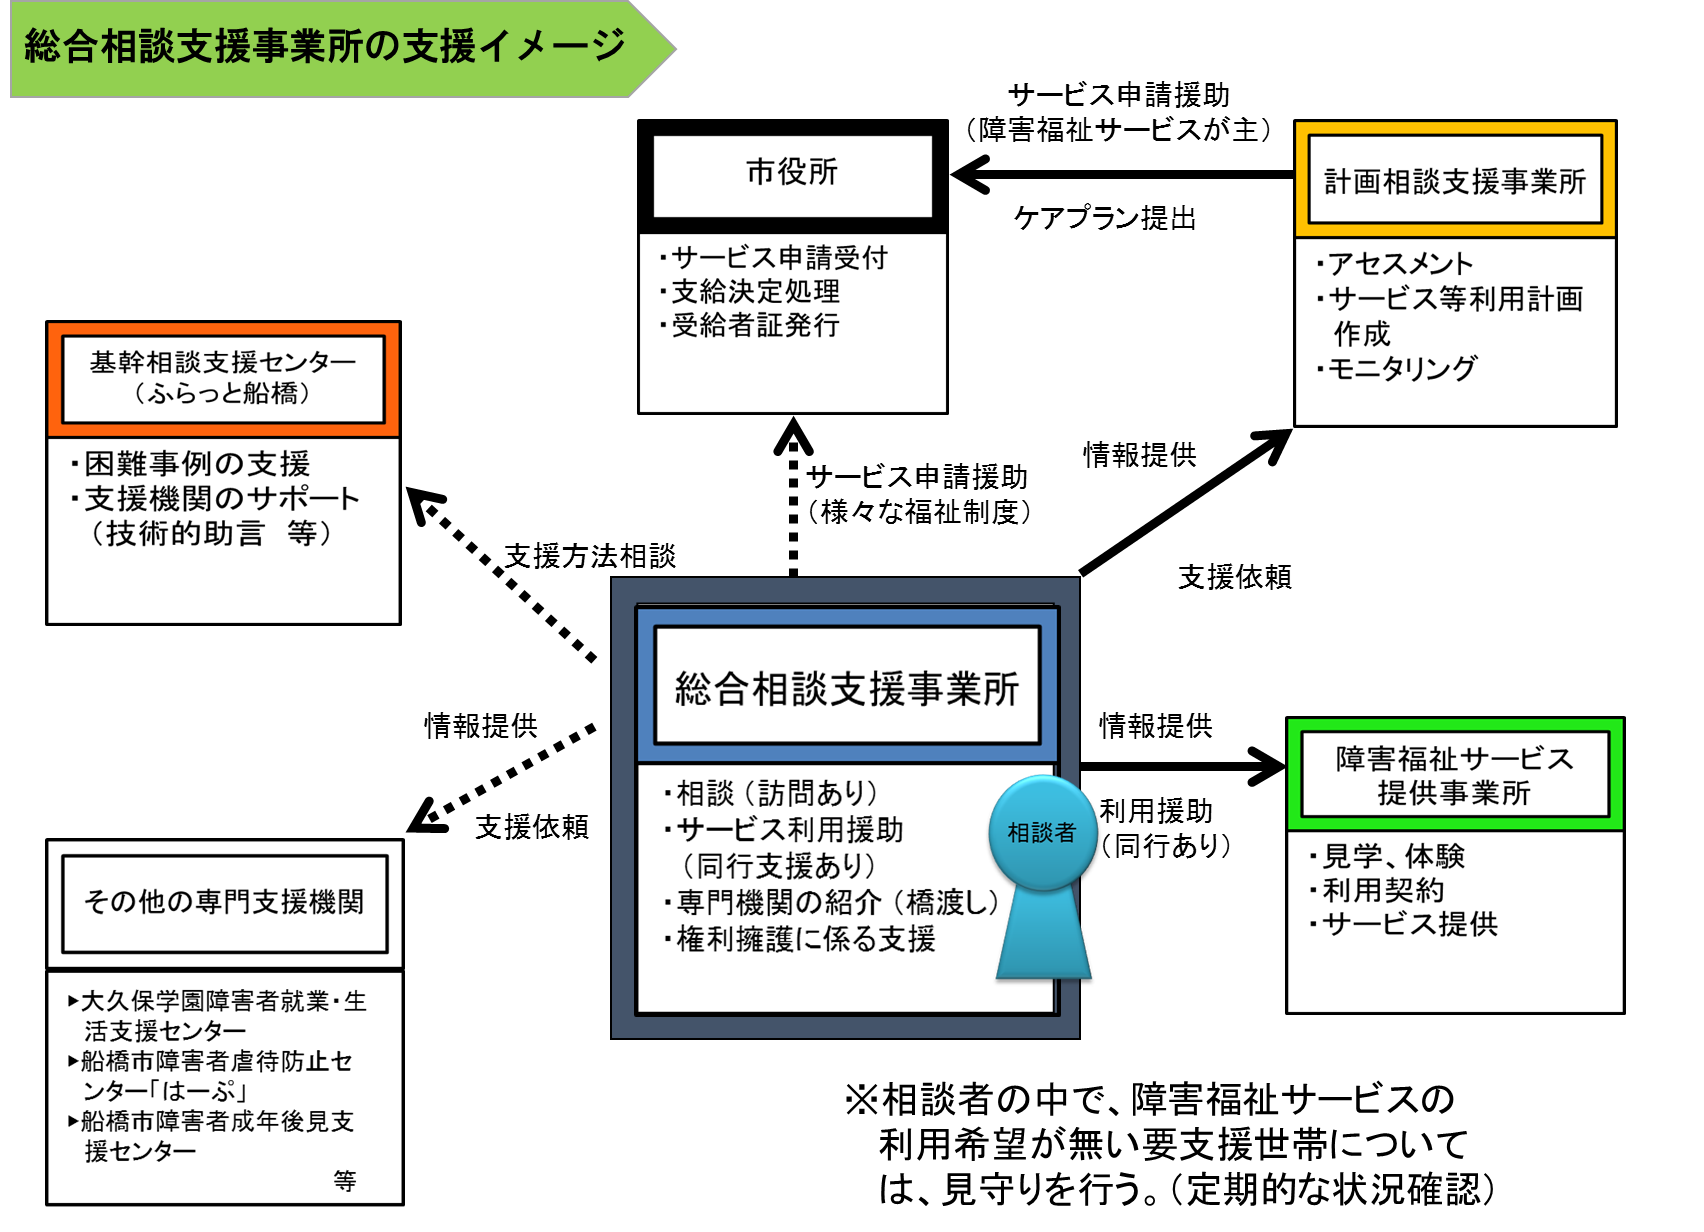 総合相談支援事業所の支援イメージ
サービス申請援助
（障害福祉サービスが主）
ケアプラン提出
市役所
・サービス申請受付
・支給決定処理
・受給者証発行
計画相談支援事業所
・アセスメント
・サービス等利用計画
作成
・モニタリング
基幹相談支援センター
（ふらっと船橋）
・困難事例の支援
・支援機関のサポート
（技術的助言　等）
支援方法相談
サービス申請援助
（様々な福祉制度）
情報提供
支援依頼
総合相談支援事業所
・相談（訪問あり）
・サービス利用援助
（同行支援あり）
・専門機関の紹介（橋渡し）
・権利擁護に係る支援
相談者
情報提供
利用援助
（同行あり）
障害福祉サービス
提供事業所
・見学、体験
・利用契約
・サービス提供
情報提供
支援依頼
その他の専門支援機関
▶大久保学園障害者就業・生
活支援センター
▶船橋市障害者虐待防止セ
ンター「はーぷ」
▶船橋市障害者成年後見支
援センター
等
※相談者の中で、障害福祉サービスの
利用希望が無い要支援世帯について
は、見守りを行う。（定期的な状況確認）